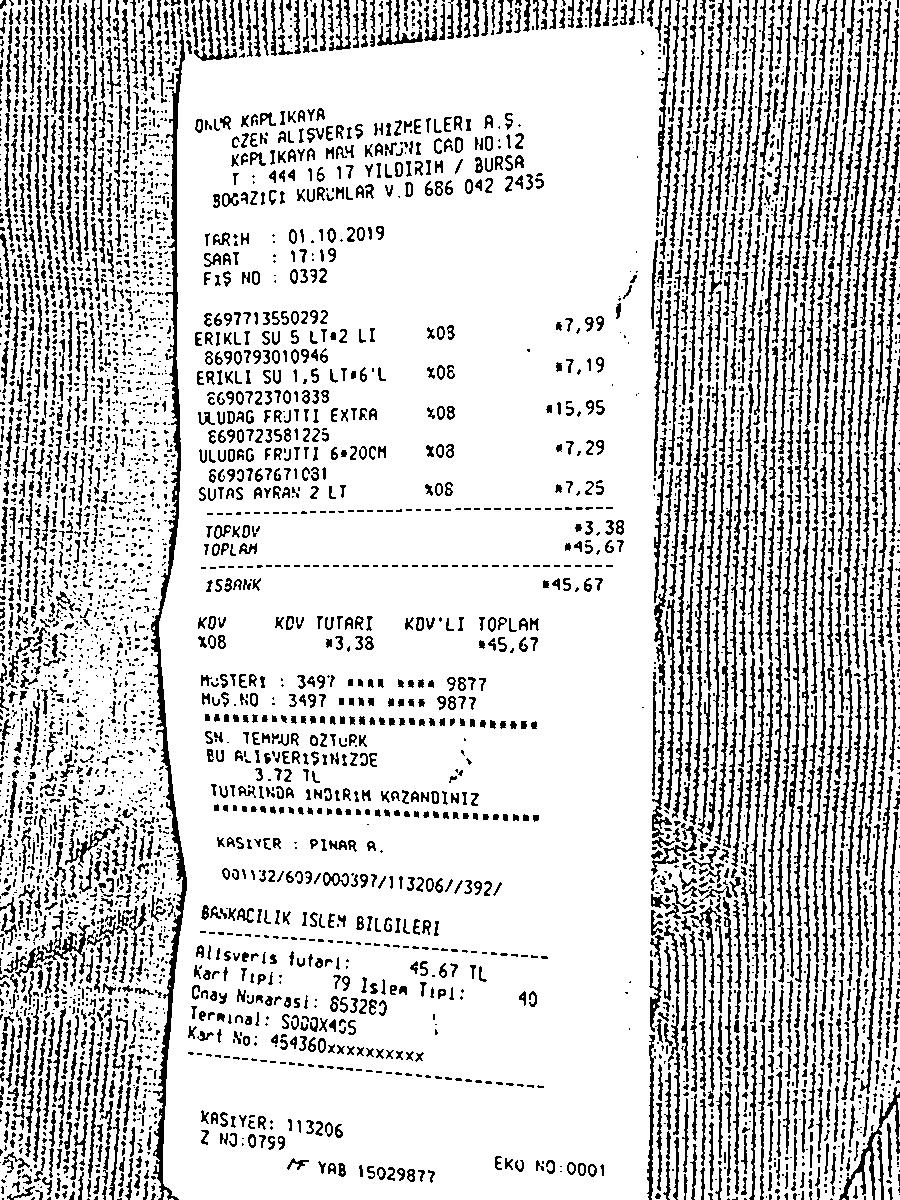 ONUR KAPLIKAYA
OZEN ALIŞVERIŞ HIZMETLERI A.Ş.
KAPLIKAYA MAH KANUNI CAD NO:12
T : 444 16 17 YILDIRIM / BURSA
BOGAZIÇI KURUMLAR V.D 686 042 2435
TARIH : 01.10.2019
SAAT : 17:19
FIŞ NO : 0392
8697713550292
ERIKLI SU 5 LT*2 LI %08 *7,99
8690793010946
ERIKLI SU 1,5 LT*6'L %08 *7,19
8690723701838
ULUDAG FRUTTI EXTRA %08 *15,95
8690723581225
ULUDAG FRUTTI 6*20CM %08 *7,29
8690767671031
SUTAS AYRAN 2 LT %08 *7,25
TOPKDV *3,38
TOPLAM *45,67
ISBANK *45,67
KDV KDV TUTARI KDV'LI TOPLAM
%08 *3,38 *45,67
MUSTERI : 3497 **** **** 9877
MUŞ.NO : 3497 **** **** 9877
**********************************
SN. TEMMUR OZTURK
BU ALIŞVERIŞINIZDE
3.72 TL
TUTARINDA INDIRIM KAZANDINIZ
**********************************
KASIYER : PINAR A.
001132/609/000397/113206//392/
BANKACILIK ISLEM BILGILERI
Alisveris tutari: 45.67 TL
Kart Tipi: 79 Islem Tipi: 40
Onay Numarasi: 853280
Terminal:
Kart No: 454360xxxxxxxxxx
KASIYER: 113206
Z NO:0799
MF YAB 15029877 EKU NO:0001